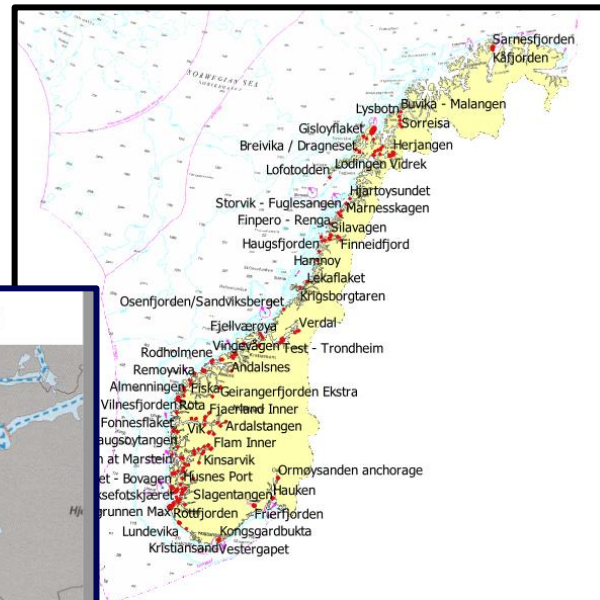 Sarnesfjorden
Kåfjorden
NORWEGIAN SEA
Lysbotn
Buvika - Malangen
Gisloyflaket
Sorreisa
Breivika / Dragneset
Herjangen
Lofotodden
Lodingen Vidrek
Hjartoysundet
Storvik - Fuglesangen
Marnesskagen
Finpero - Renga
Silavagen
Haugsfjorden
Finneidfjord
Hamnoy
Lekaflaket
Osenfjorden/Sandviksberget
Krigsborgtaren
Fjellværøya
Verdal
Vingevågen
Fest - Trondheim
Rodholmene
Andalsnes
Remoyvika
Almenningen
Fiska
Geirangerfjorden Ekstra
Vilnesfjorden
Rota
Fjaerland Inner
Fonnesflaket
Vik
Ardalstangen
augsoytangen
Flam Inner
n at Marstein
Kinsarvik
Ormøysanden anchorage
et - Bovagen
Husnes Port
ksefotskjæret
Slagentangen
Hauken
grunnen Max
Rottfjorden
Frierfjorden
Lundevika
Kongsgardbukta
Kristiansand
Vestergapet